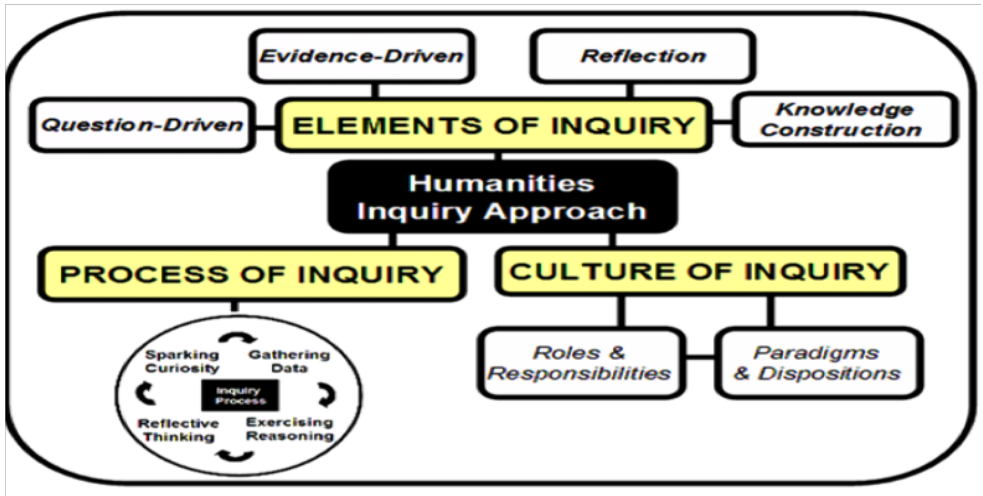 Evidence-Driven
Reflection
Question-Driven
ELEMENTS OF INQUIRY
Knowledge
Construction
Humanities
Inquiry Approach
PROCESS OF INQUIRY
CULTURE OF INQUIRY
Sparking
Curiosity
Gathering
Data
Inquiry
Process
Reflective
Thinking
Exercising
Reasoning
Roles &
Responsibilities
Paradigms
& Dispositions